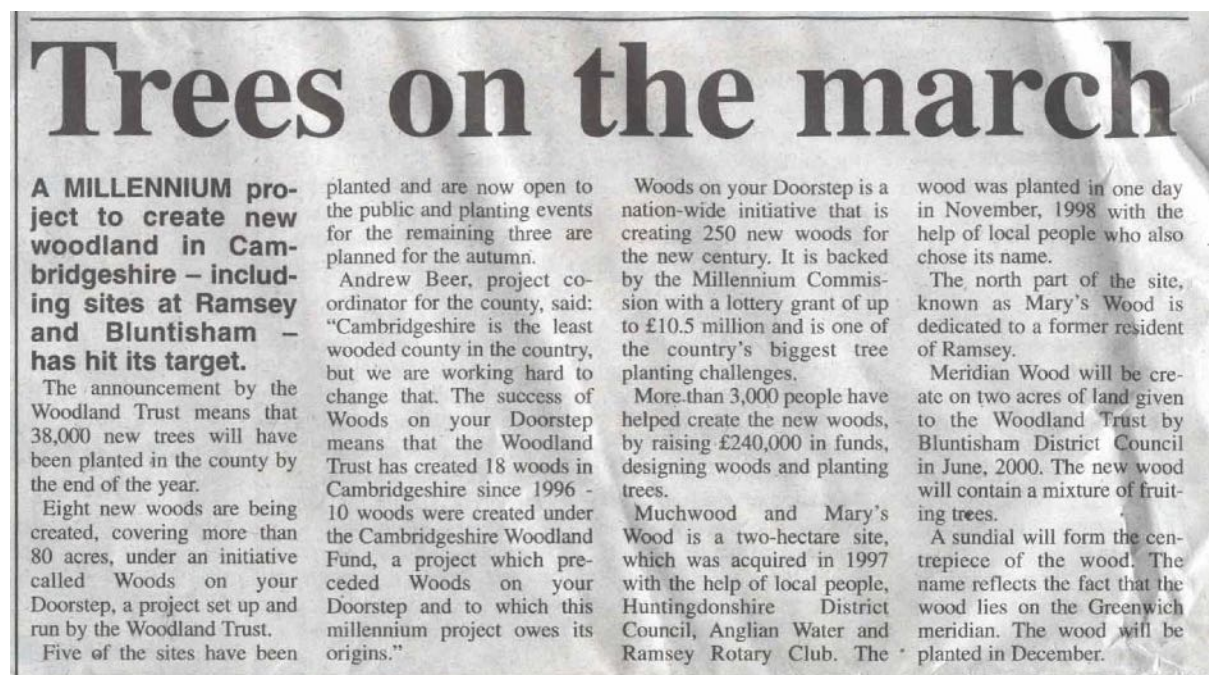 Trees on the march
A MILLENNIUM pro-
ject to create new
woodland in Cam-
bridgeshire – includ-
ing sites at Ramsey
and Bluntisham –
has hit its target.
The announcement by the
Woodland Trust means that
38,000 new trees will have
been planted in the county by
the end of the year.
Eight new woods are being
created, covering more than
80 acres, under an initiative
called Woods on your
Doorstep, a project set up and
run by the Woodland Trust.
Five of the sites have been
planted and are now open to
the public and planting events
for the remaining three are
planned for the autumn.
Andrew Beer, project co-
ordinator for the county, said:
“Cambridgeshire is the least
wooded county in the country,
but we are working hard to
change that. The success of
Woods on your Doorstep
means that the Woodland
Trust has created 18 woods in
Cambridgeshire since 1996 -
10 woods were created under
the Cambridgeshire Woodland
Fund, a project which pre-
ceded Woods on your
Doorstep and to which this
millennium project owes its
origins.”
Woods on your Doorstep is a
nation-wide initiative that is
creating 250 new woods for
the new century. It is backed
by the Millennium Commis-
sion with a lottery grant of up
to £10.5 million and is one of
the country's biggest tree
planting challenges.
More than 3,000 people have
helped create the new woods,
by raising £240,000 in funds,
designing woods and planting
trees.
Muchwood and Mary's
Wood is a two-hectare site,
which was acquired in 1997
with the help of local people,
Huntingdonshire District
Council, Anglian Water and
Ramsey Rotary Club. The
wood was planted in one day
in November, 1998 with the
help of local people who also
chose its name.
The north part of the site,
known as Mary's Wood is
dedicated to a former resident
of Ramsey.
Meridian Wood will be cre-
ate on two acres of land given
to the Woodland Trust by
Bluntisham District Council
in June, 2000. The new wood
will contain a mixture of fruit-
ing trees.
A sundial will form the cen-
trepiece of the wood. The
name reflects the fact that the
wood lies on the Greenwich
meridian. The wood will be
planted in December.